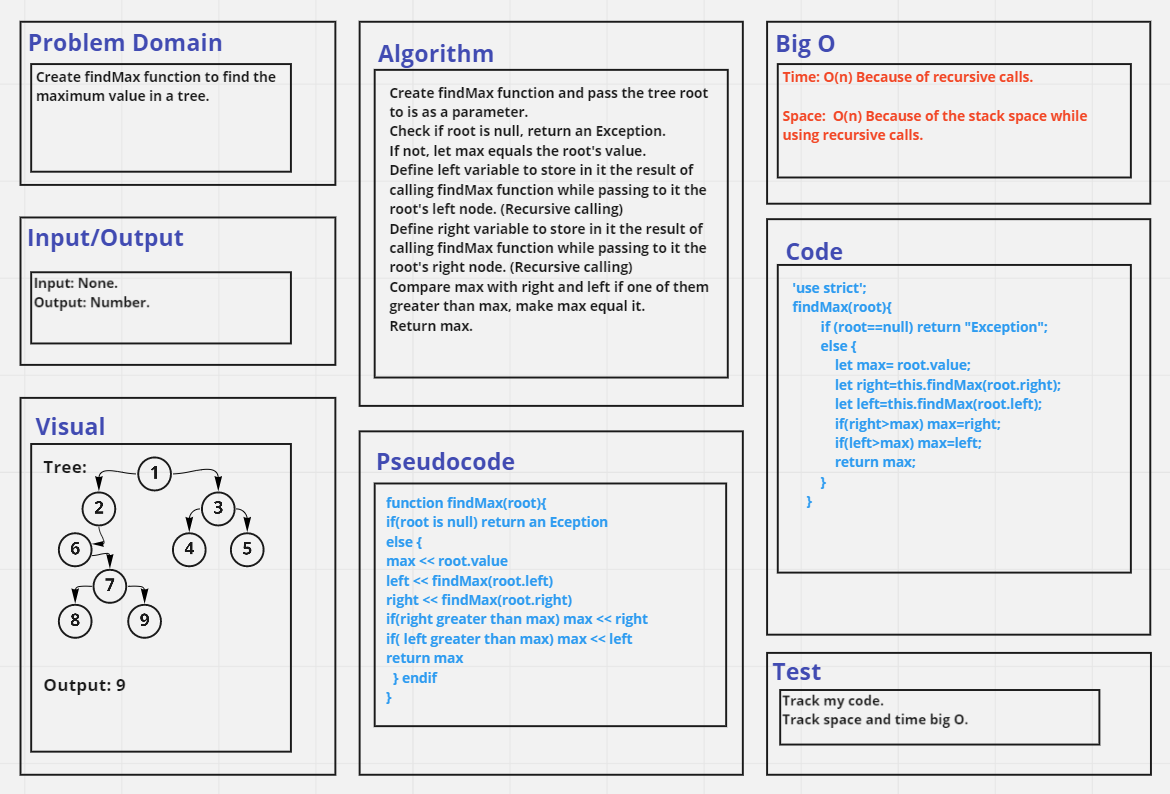 Problem Domain
Create findMax function to find the
maximum value in a tree.
Input/Output
Input: None.
Output: Number.
Visual
Tree:
1
2
3
6
4
5
7
8
9
Output: 9
Algorithm
Create findMax function and pass the tree root
to is as a parameter.
Check if root is null, return an Exception.
If not, let max equals the root's value.
Define left variable to store in it the result of
calling findMax function while passing to it the
root's left node. (Recursive calling)
Define right variable to store in it the result of
calling findMax function while passing to it the
root's right node. (Recursive calling)
Compare max with right and left if one of them
greater than max, make max equal it.
Return max.
Pseudocode
function findMax(root){
if(root is null) return an Eception
else {
max << root.value
left << findMax(root.left)
right << findMax(root.right)
if(right greater than max) max << right
if( left greater than max) max << left
return max
} endif
}
Big O
Time: O(n) Because of recursive calls.
Space:  O(n) Because of the stack space while
using recursive calls.
Code
'use strict';
findMax(root){
if (root==null) return "Exception";
else {
let max= root.value;
let right=this.findMax(root.right);
let left=this.findMax(root.left);
if(right>max) max=right;
if(left>max) max=left;
return max;
}
}
Test
Track my code.
Track space and time big O.